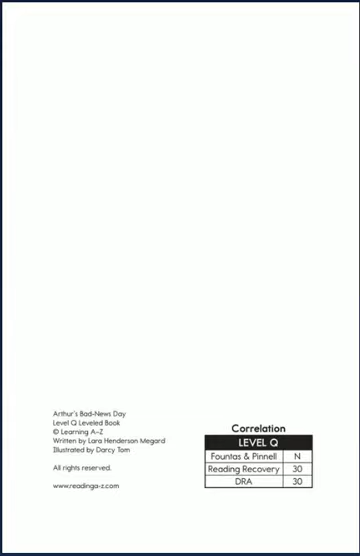 Arthur's Bad-News Day
Level Q Leveled Book
© Learning A–Z
Written by Lara Henderson Megard
Illustrated by Darcy Tom
All rights reserved.
www.readinga-z.com
Correlation
LEVEL Q
Fountas & Pinnell N
Reading Recovery 30
DRA 30